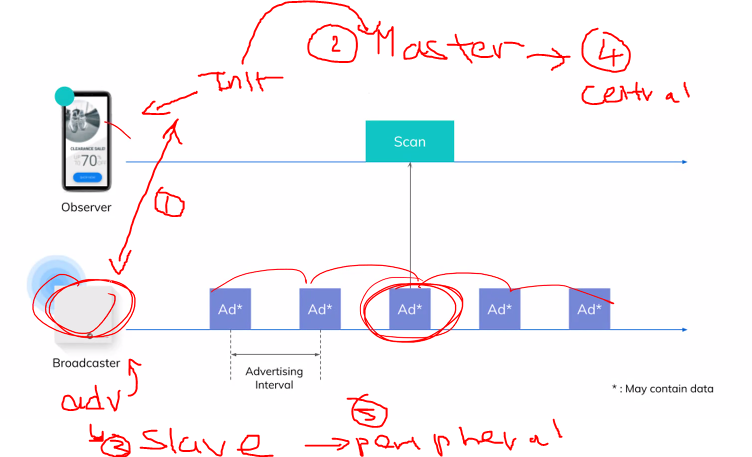 ② Master → ④
Init
central
CLEARANCE SALE!
70%
Scan
Observer
①
Ad*
Ad*
Ad*
Ad*
Ad*
Broadcaster
Advertising
Interval
* : May contain data
adv
⑤
③ Slave → peripheral